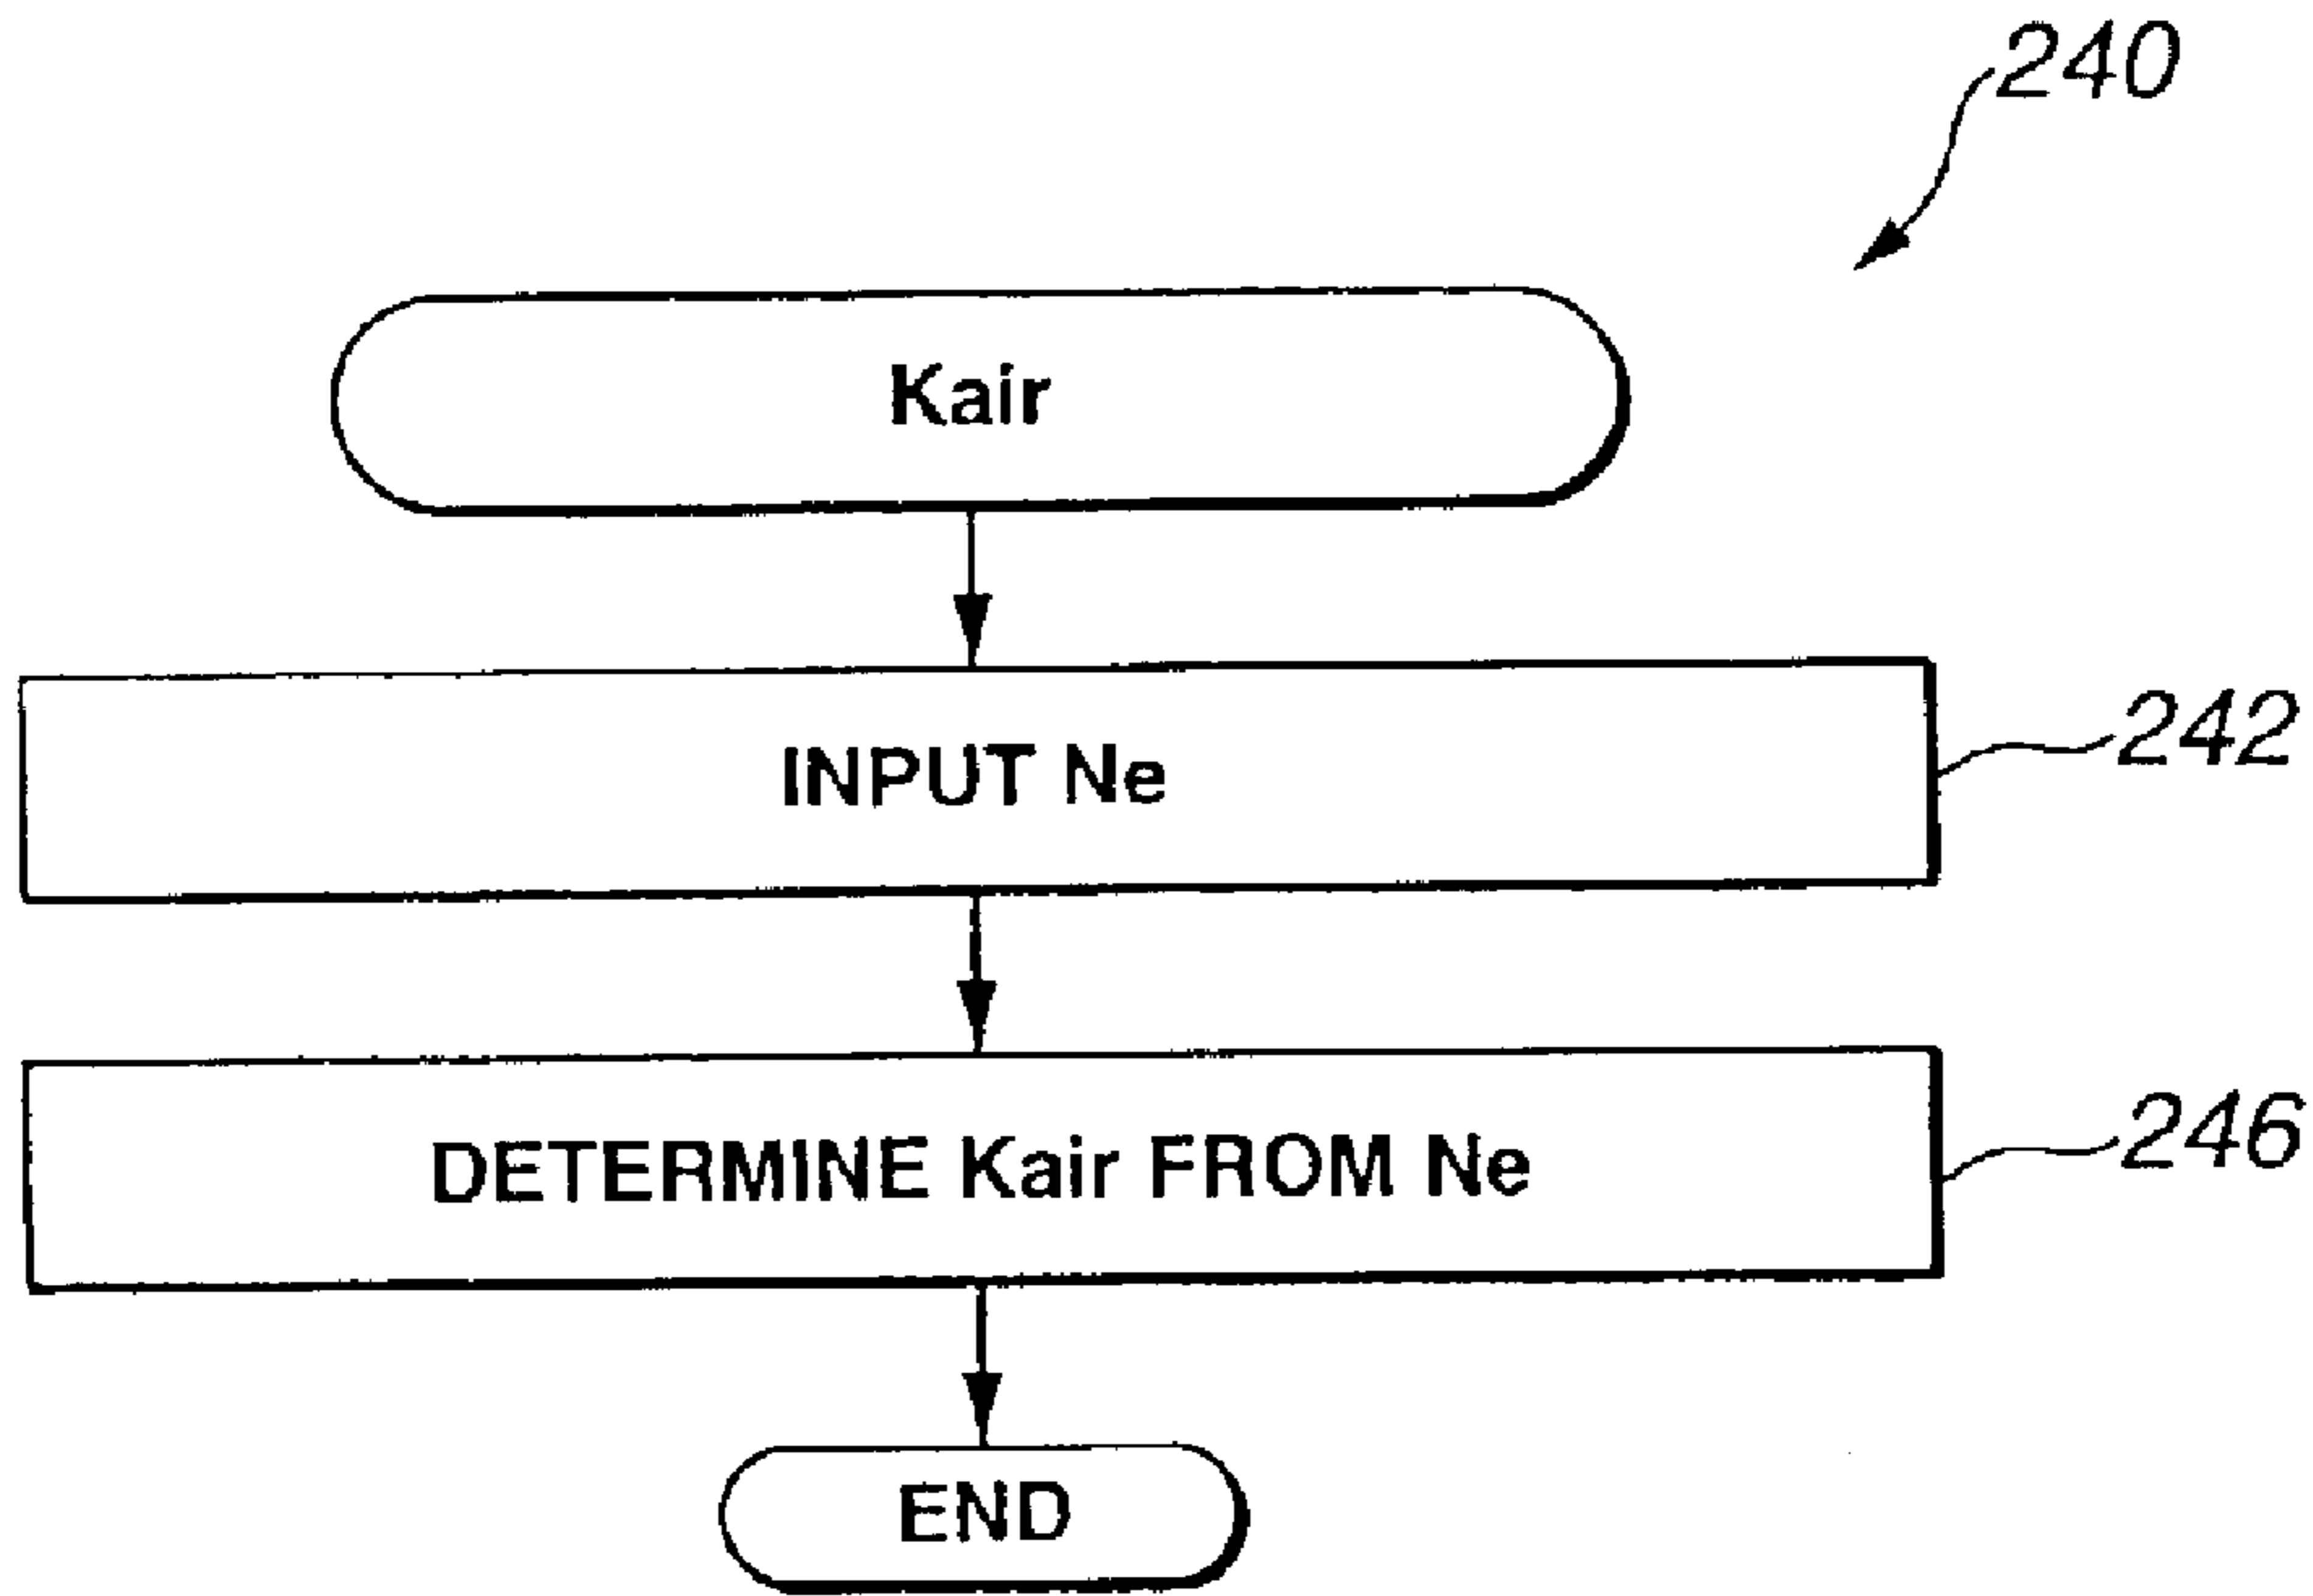 240
Kair
INPUT Ne
242
DETERMINE Kair FROM Ne
246
END